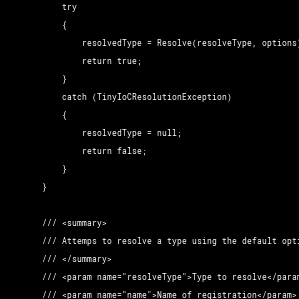 try
{
resolvedType = Resolve(resolveType, options)
return true;
}
catch (TinyIoCResolutionException)
{
resolvedType = null;
return false;
}
}
/// <summary>
/// Attemps to resolve a type using the default opti
/// </summary>
/// <param name="resolveType">Type to resolve</param
/// <param name="name">Name of registration</param>